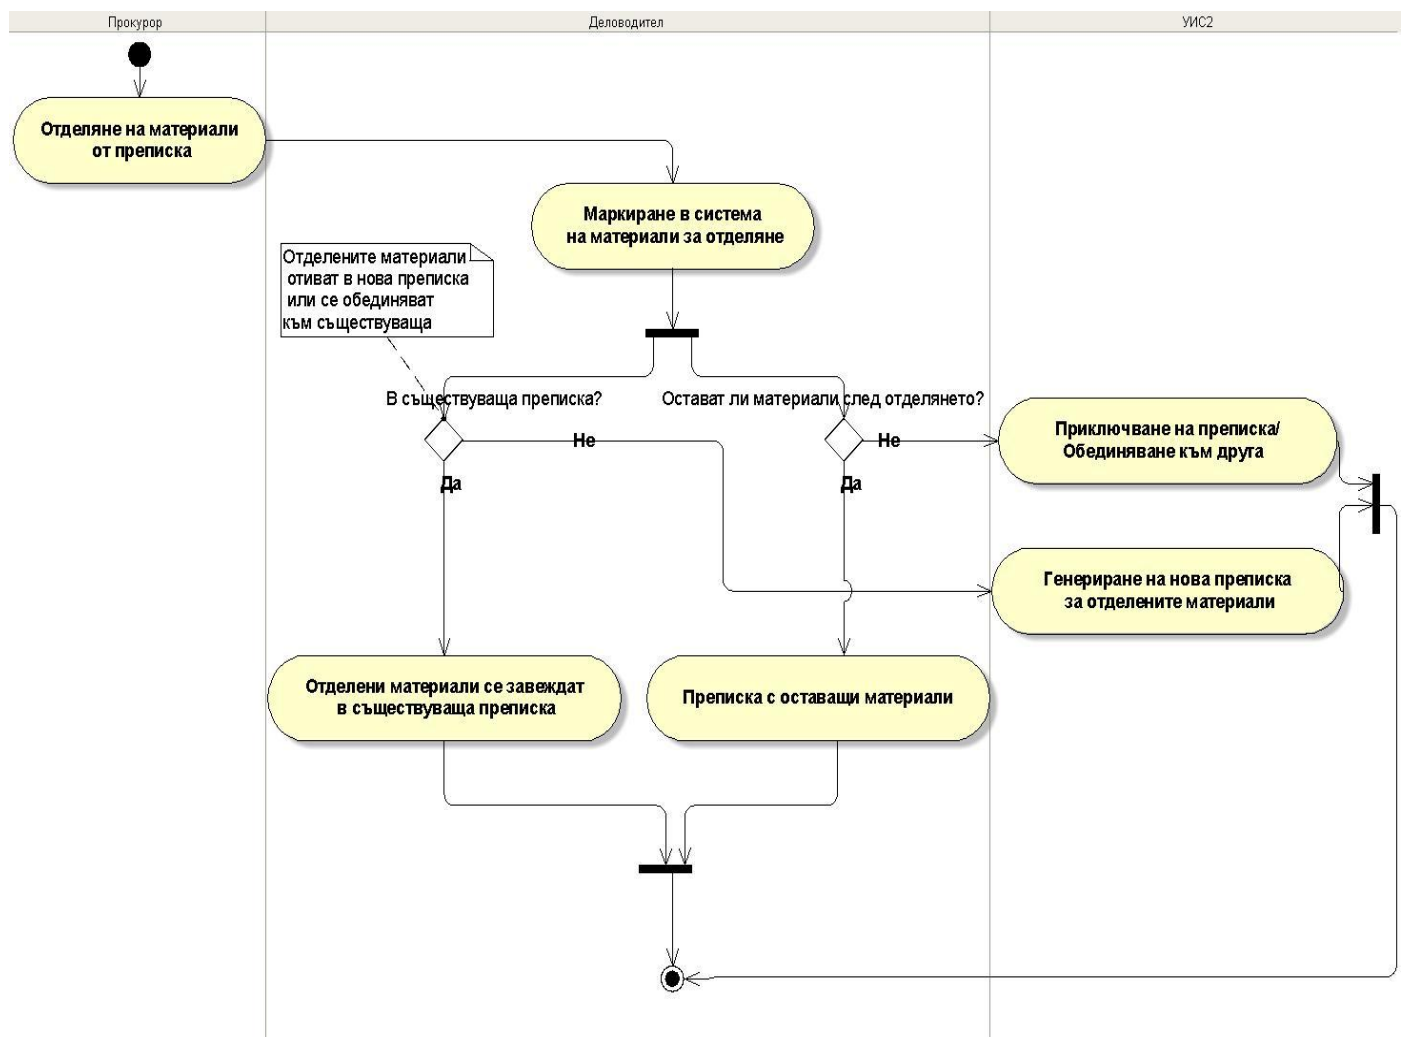 Прокурор
Деловодител
УИС2
Отделяне на материали
от преписка
Маркиране в система
на материали за отделяне
Отделените материали
отиват в нова преписка
или се обединяват
към съществуваща
В съществуваща преписка?
Остават ли материали след отделянето?
Не
Не
Да
Да
Приключване на преписка/
Обединяване към друга
Генериране на нова преписка
за отделените материали
Отделени материали се завеждат
в съществуваща преписка
Преписка с оставащи материали